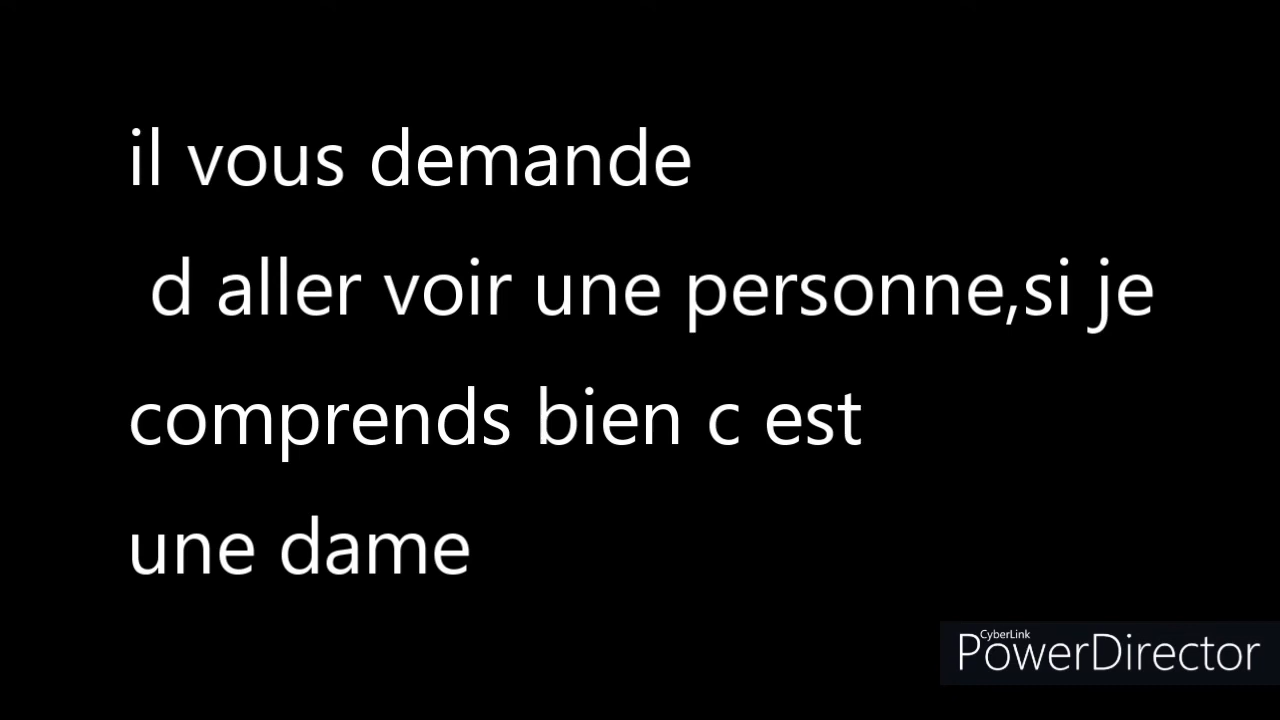 il vous demande
d aller voir une personne,si je
comprends bien c est
une dame
CyberLink
PowerDirector